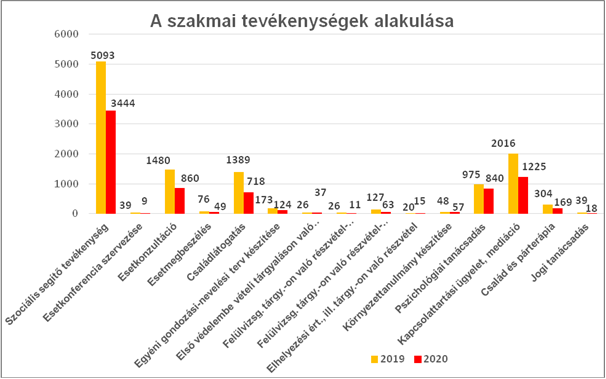 A szakmai tevékenységek alakulása
6000
5000
4000
3000
2000
1000
0
5093
3444
39
9
1480
860
76
49
1389
718
173
124
26
37
26
11
127
63
20
15
48
57
975
840
2016
1225
304
169
39
18
Szociális segítő tevékenység
Esetkonferencia szervezése
Esetkonzultáció
Esetmegbeszélés
Családlátogatás
Egyéni gondozási-nevelési terv készítése
Első védelembe vételi tárgyaláson való…
Felülvizsg. tárgy.-on való részvétel-…
Felülvizsg. tárgy.-on való részvétel-…
Elhelyezési ért, ill. tárgy.-on való részvétel
Környezettanulmány készítése
Pszichológiai tanácsadás
Kapcsolattartási ügyelet, mediáció
Család és párterápia
Jogi tanácsadás
2019
2020